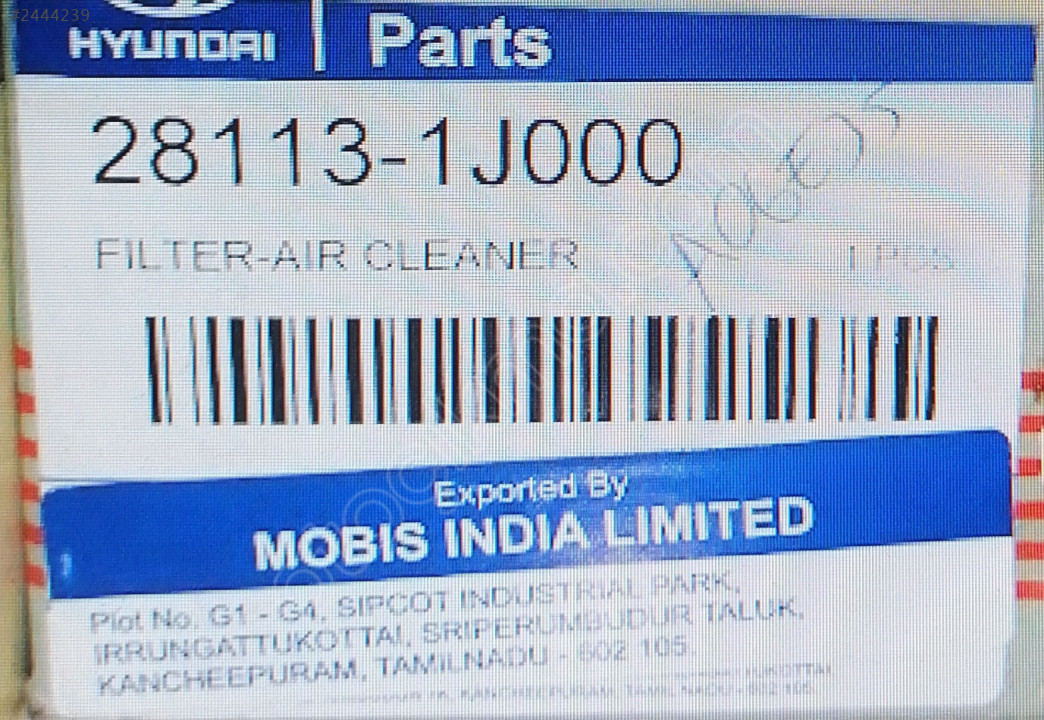 #2444239
HYUNDAI | Parts
28113-1J000
FILTER-AIR CLEANER
Exported By
MOBIS INDIA LIMITED
Plot No. G1 - G4, SIPCOT INDUSTRIAL PARK,
IRRUNGATTUKOTTAI, SRIPERUMBUDUR TALUK,
KANCHEEPURAM, TAMILNADU - 602 105